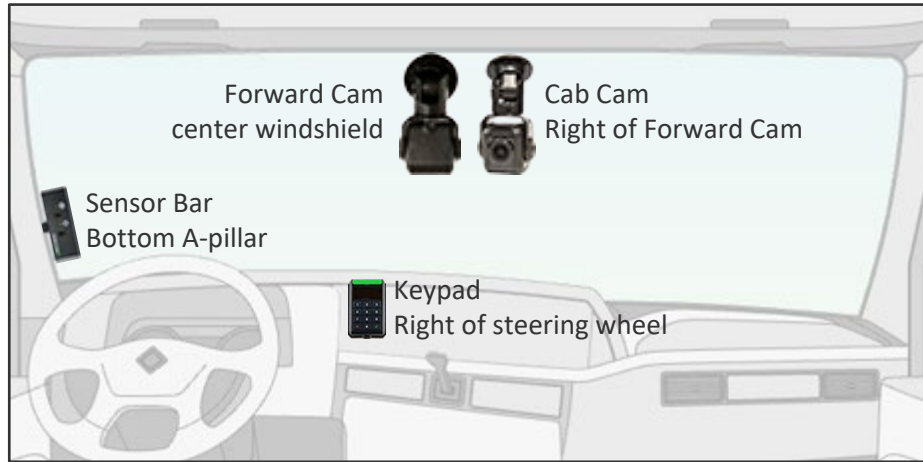 Forward Cam
center windshield
Cab Cam
Right of Forward Cam
Sensor Bar
Bottom A-pillar
Keypad
Right of steering wheel